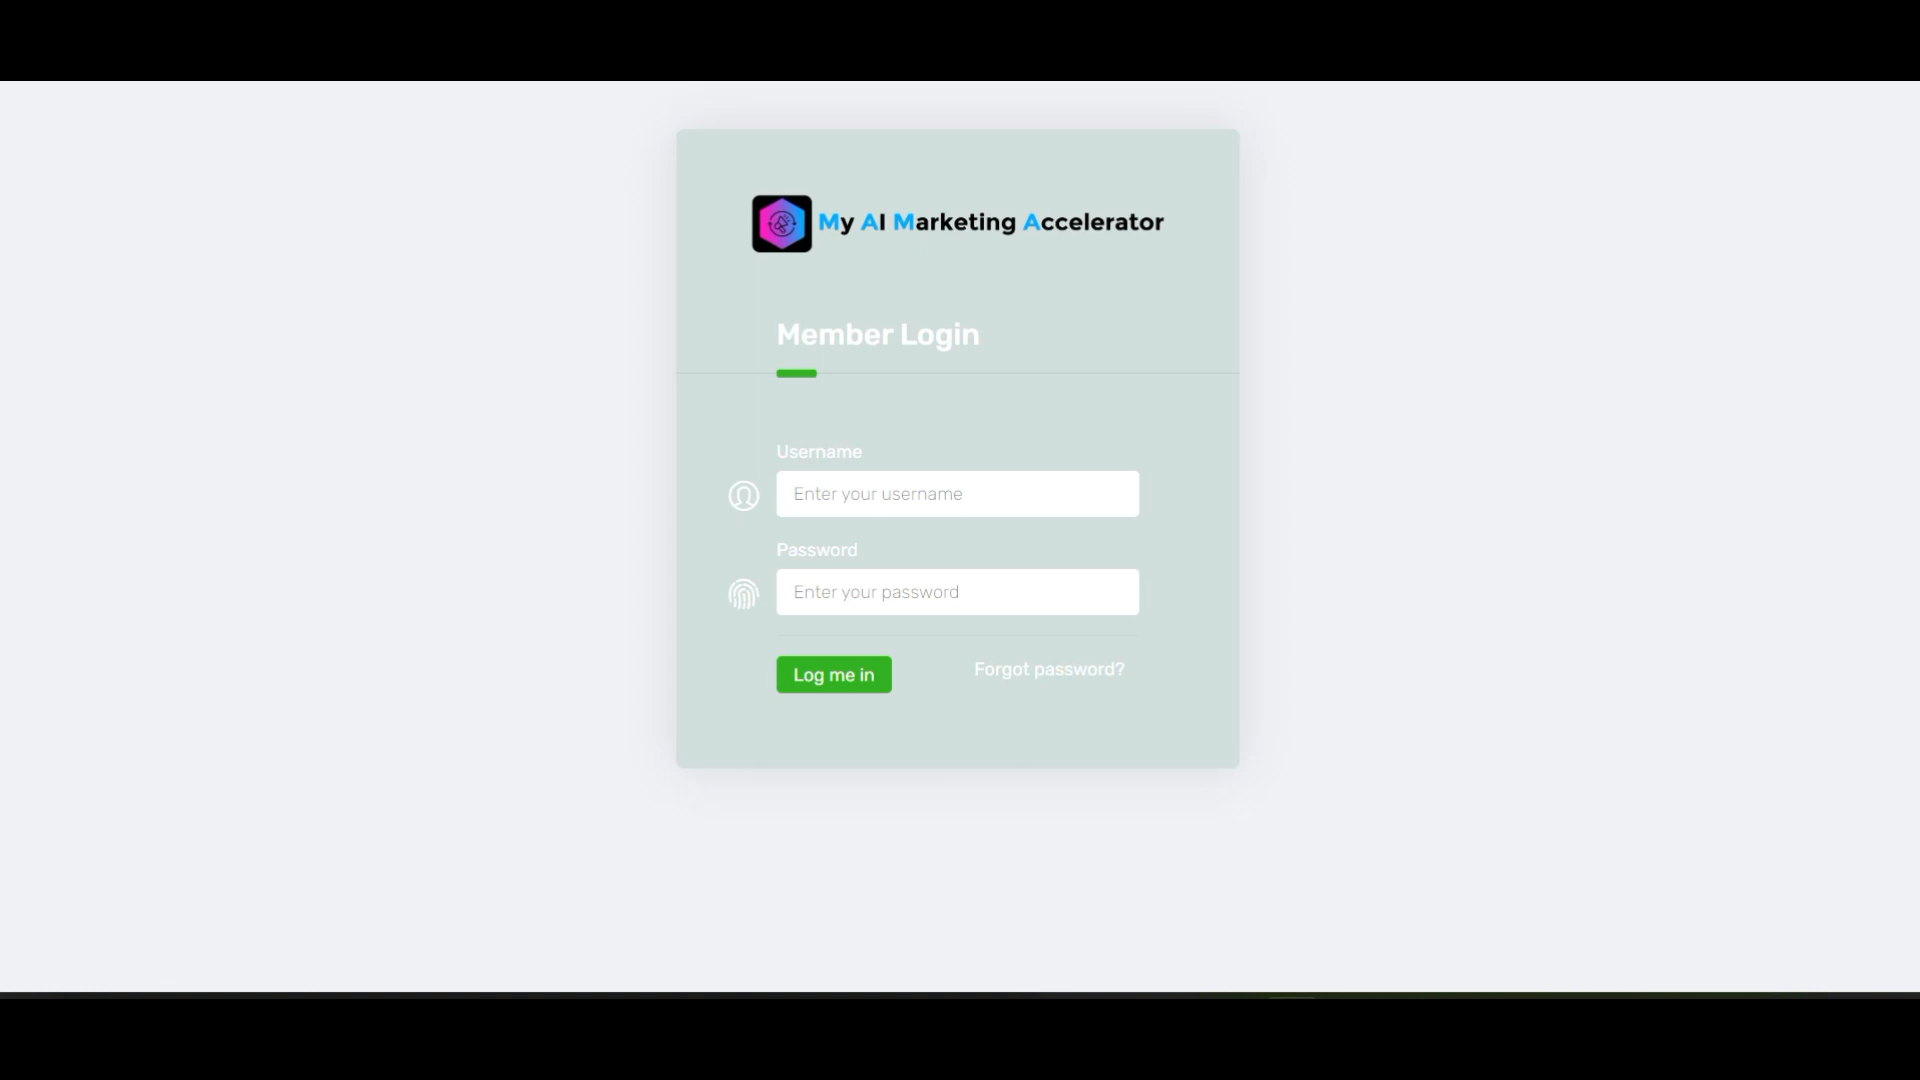 My AI Marketing Accelerator
Member Login
Username
Enter your username
Password
Enter your password
Log me in
Forgot password?